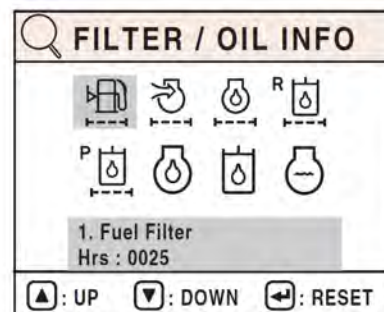 FILTER / OIL INFO
R
P
1. Fuel Filter
Hrs : 0025
: UP : DOWN : RESET